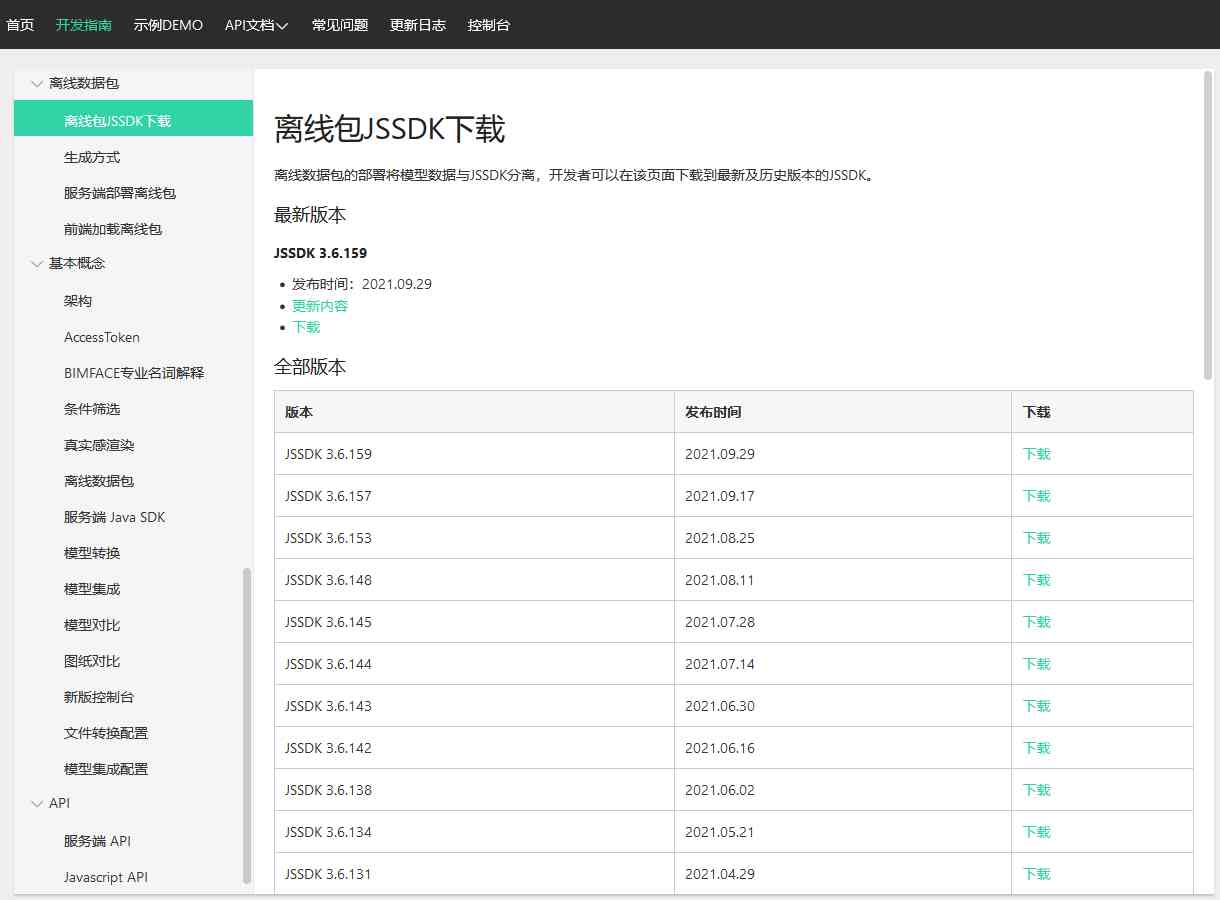 首页 开发指南 示例DEMO API文档 常见问题 更新日志 控制台
离线数据包
离线包JSSDK下载
生成方式
服务端部署离线包
前端加载离线包
基本概念
架构
AccessToken
BIMFACE专业名词解释
条件筛选
真实感渲染
离线数据包
服务端 Java SDK
模型转换
模型集成
模型对比
图纸对比
新版控制台
文件转换配置
模型集成配置
API
服务端 API
Javascript API
离线包JSSDK下载
离线数据包的部署将模型数据与JSSDK分离，开发者可以在该页面下载到最新及历史版本的JSSDK。
最新版本
JSSDK 3.6.159
发布时间：2021.09.29
更新内容
下载
全部版本
版本 发布时间 下载
JSSDK 3.6.159 2021.09.29 下载
JSSDK 3.6.157 2021.09.17 下载
JSSDK 3.6.153 2021.08.25 下载
JSSDK 3.6.148 2021.08.11 下载
JSSDK 3.6.145 2021.07.28 下载
JSSDK 3.6.144 2021.07.14 下载
JSSDK 3.6.143 2021.06.30 下载
JSSDK 3.6.142 2021.06.16 下载
JSSDK 3.6.138 2021.06.02 下载
JSSDK 3.6.134 2021.05.21 下载
JSSDK 3.6.131 2021.04.29 下载